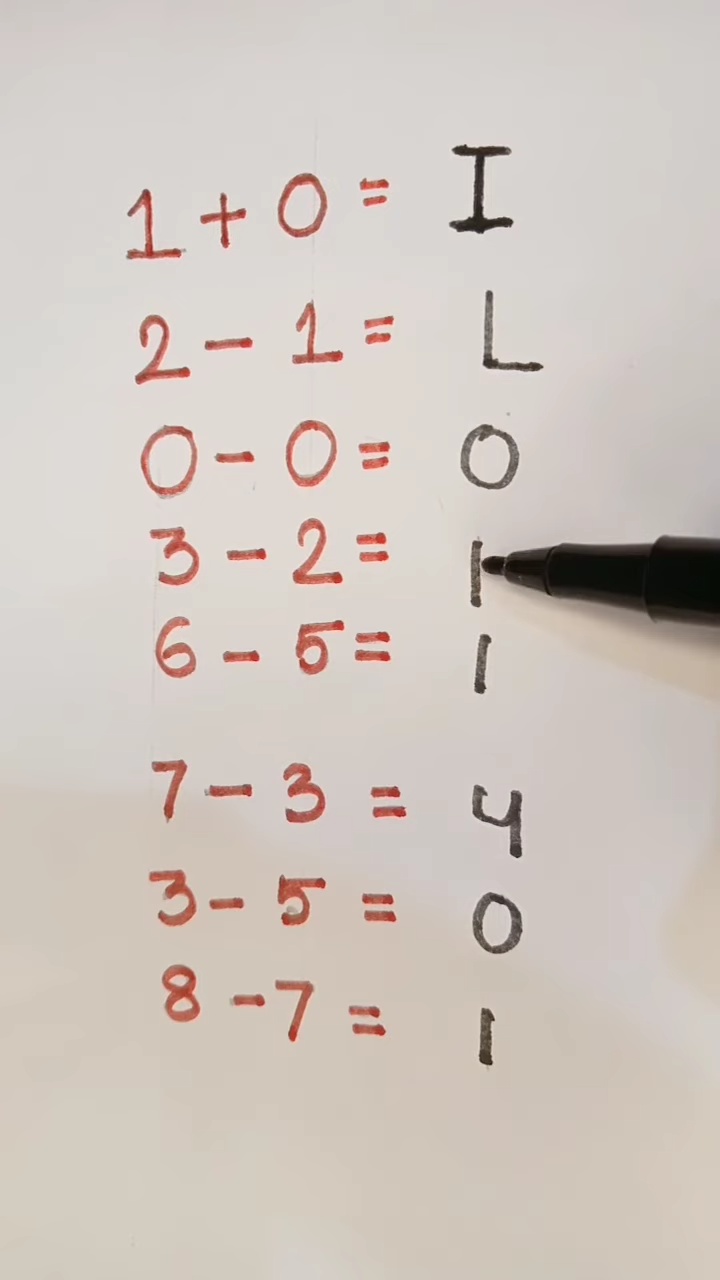 1 + 0 = I
2 - 1 = L
0 - 0 = 0
3 - 2 = 1
6 - 5 = 1
7 - 3 = 4
3 - 5 = 0
8 - 7 = 1